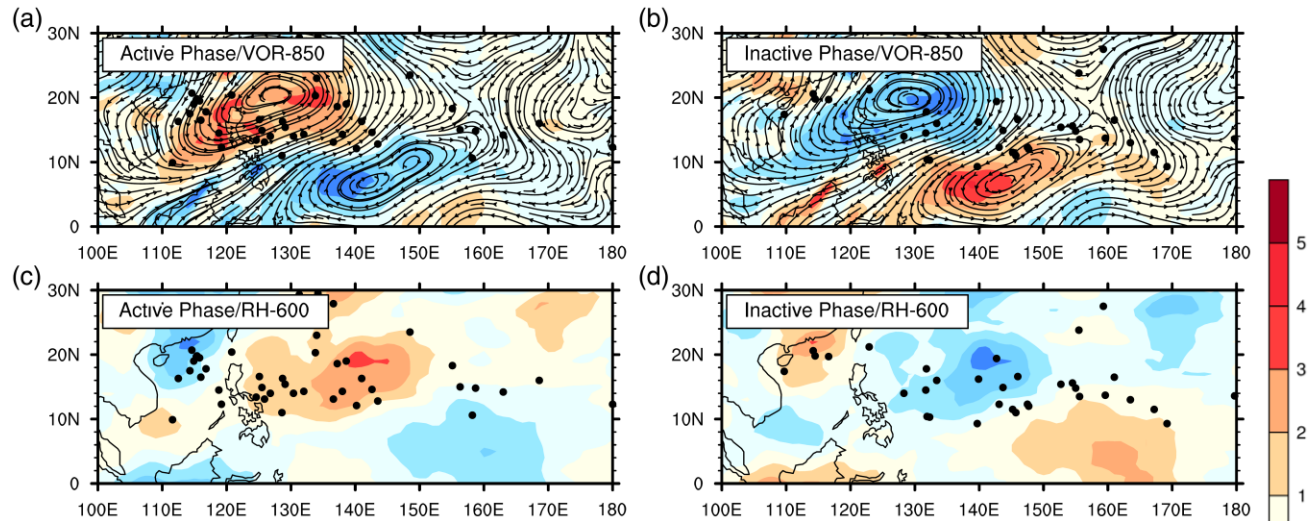 (a)
(b)
30N
20N
10N
0
Active Phase/VOR-850
100E 110E 120E 130E 140E 150E 160E 170E 180
30N
20N
10N
0
Inactive Phase/VOR-850
100E 110E 120E 130E 140E 150E 160E 170E 180
(c)
(d)
30N
20N
10N
0
Active Phase/RH-600
100E 110E 120E 130E 140E 150E 160E 170E 180
30N
20N
10N
0
Inactive Phase/RH-600
100E 110E 120E 130E 140E 150E 160E 170E 180
5
4
3
2
1